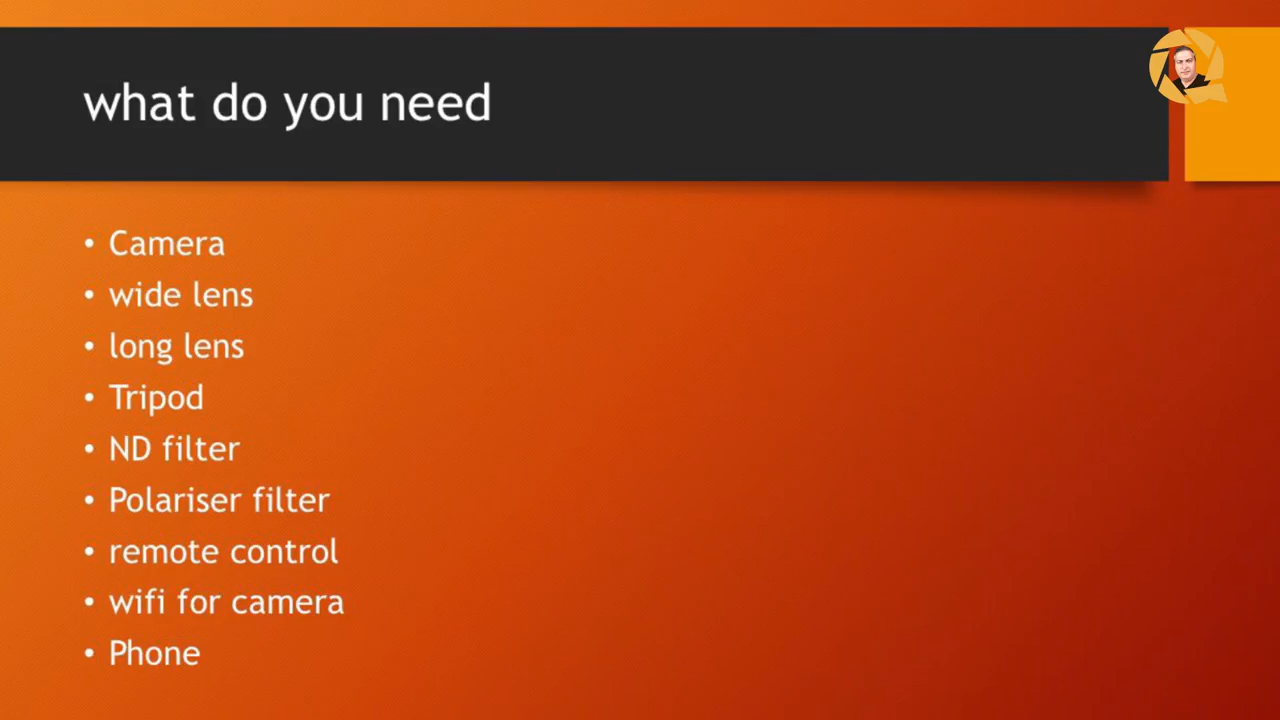 what do you need
• Camera
• wide lens
• long lens
• Tripod
• ND filter
• Polariser filter
• remote control
• wifi for camera
• Phone